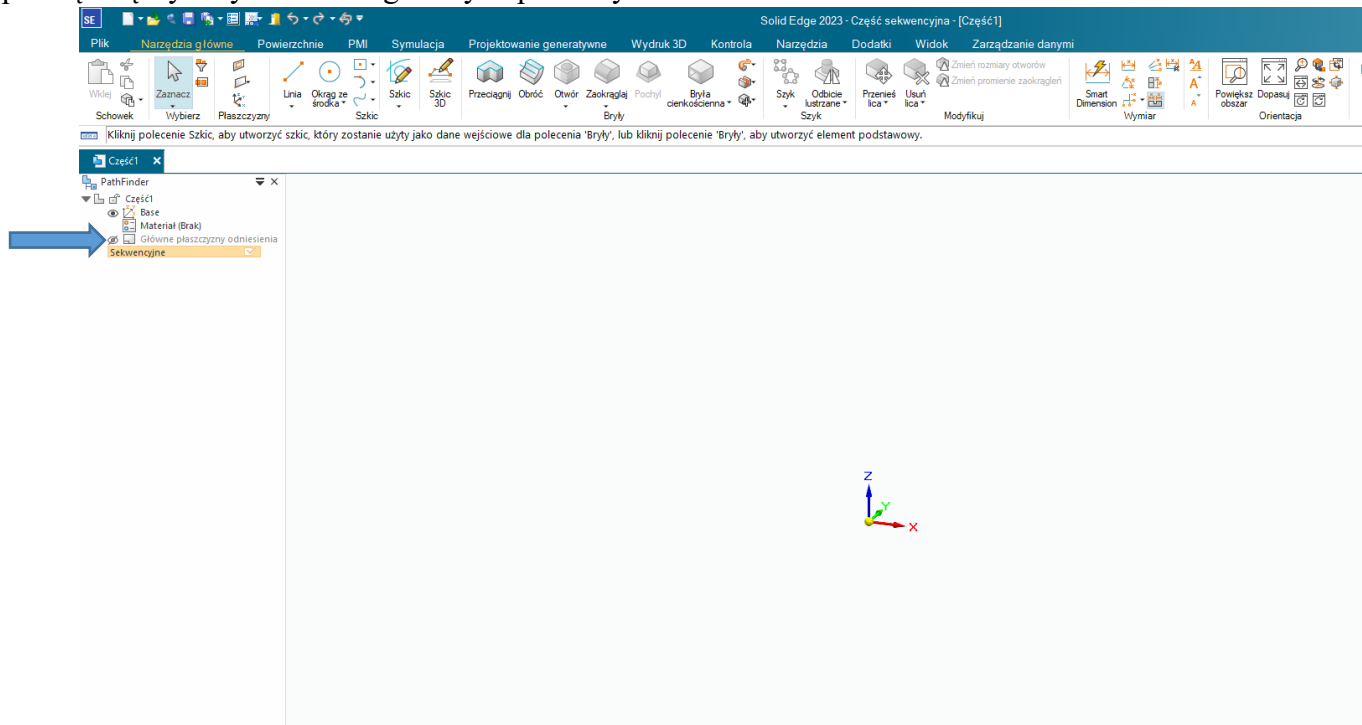 SE
Solid Edge 2023 - Część sekwencyjna - [Część1]
Plik Narzędzia główne Powierzchnie PMI Symulacja Projektowanie generatywne Wydruk 3D Kontrola Narzędzia Dodatki Widok Zarządzanie danymi
Wklej
Zaznacz
Linia
Okrąg ze środka
Szkic
Szkic 3D
Przeciągnij
Obróć
Otwór
Zaokrąglaj
Pochyl
Bryła cienkościenna
Szyk
Odbicie lustrzane
Przenieś lica
Usuń lica
Zmień rozmiary otworów
Zmień promienie zaokrągleń
Smart Dimension
Powiększ obszar
Dopasuj
Schowek Wybierz Płaszczyzny Szkic Bryły Szyk Modyfikuj Wymiar Orientacja
Kliknij polecenie Szkic, aby utworzyć szkic, który zostanie użyty jako dane wejściowe dla polecenia 'Bryły', lub kliknij polecenie 'Bryły', aby utworzyć element podstawowy.
Część1
PathFinder
Część1
Base
Materiał (Brak)
Główne płaszczyzny odniesienia
Sekwencyjne
Z
Y
X